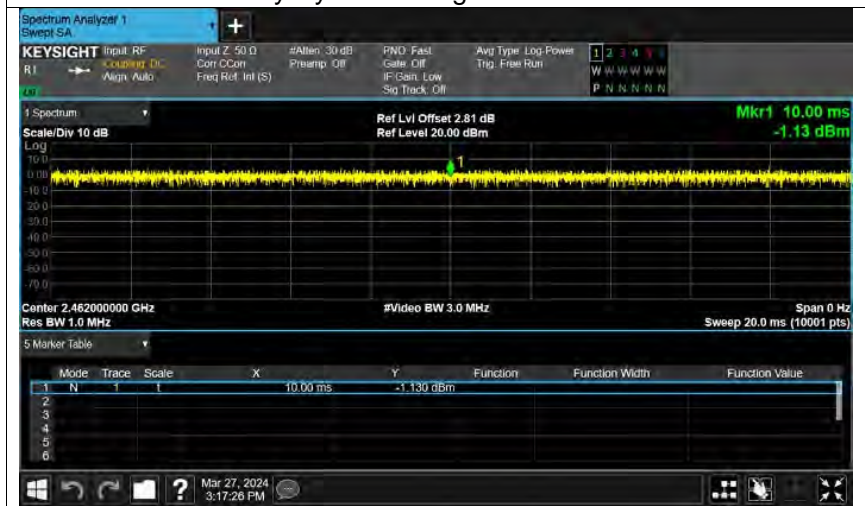 Spectrum Analyzer 1
Swept SA
+
KEYSIGHT Input: RF Input Z: 50 Ω #Atten: 30 dB PNO: Fast Avg Type: Log-Power 1 2 3 4 5 6
Coupling: DC Corr CCorr Preamp: Off Gate: Off Trig: Free Run W W W W W W
Align: Auto Freq Ref: Int (S) IF Gain: Low
Sig Track: Off P N N N N N
1 Spectrum Ref Lvl Offset 2.81 dB Mkr1 10.00 ms
Scale/Div 10 dB Ref Level 20.00 dBm -1.13 dBm
Log
10.0
0.00
-10.0
-20.0
-30.0
-40.0
-50.0
-60.0
-70.0
1
Center 2.462000000 GHz #Video BW 3.0 MHz Span 0 Hz
Res BW 1.0 MHz Sweep 20.0 ms (10001 pts)
5 Marker Table
Mode Trace Scale X Y Function Function Width Function Value
1 N 1 t 10.00 ms -1.130 dBm
2
3
4
5
6
? Mar 27, 2024
3:17:26 PM